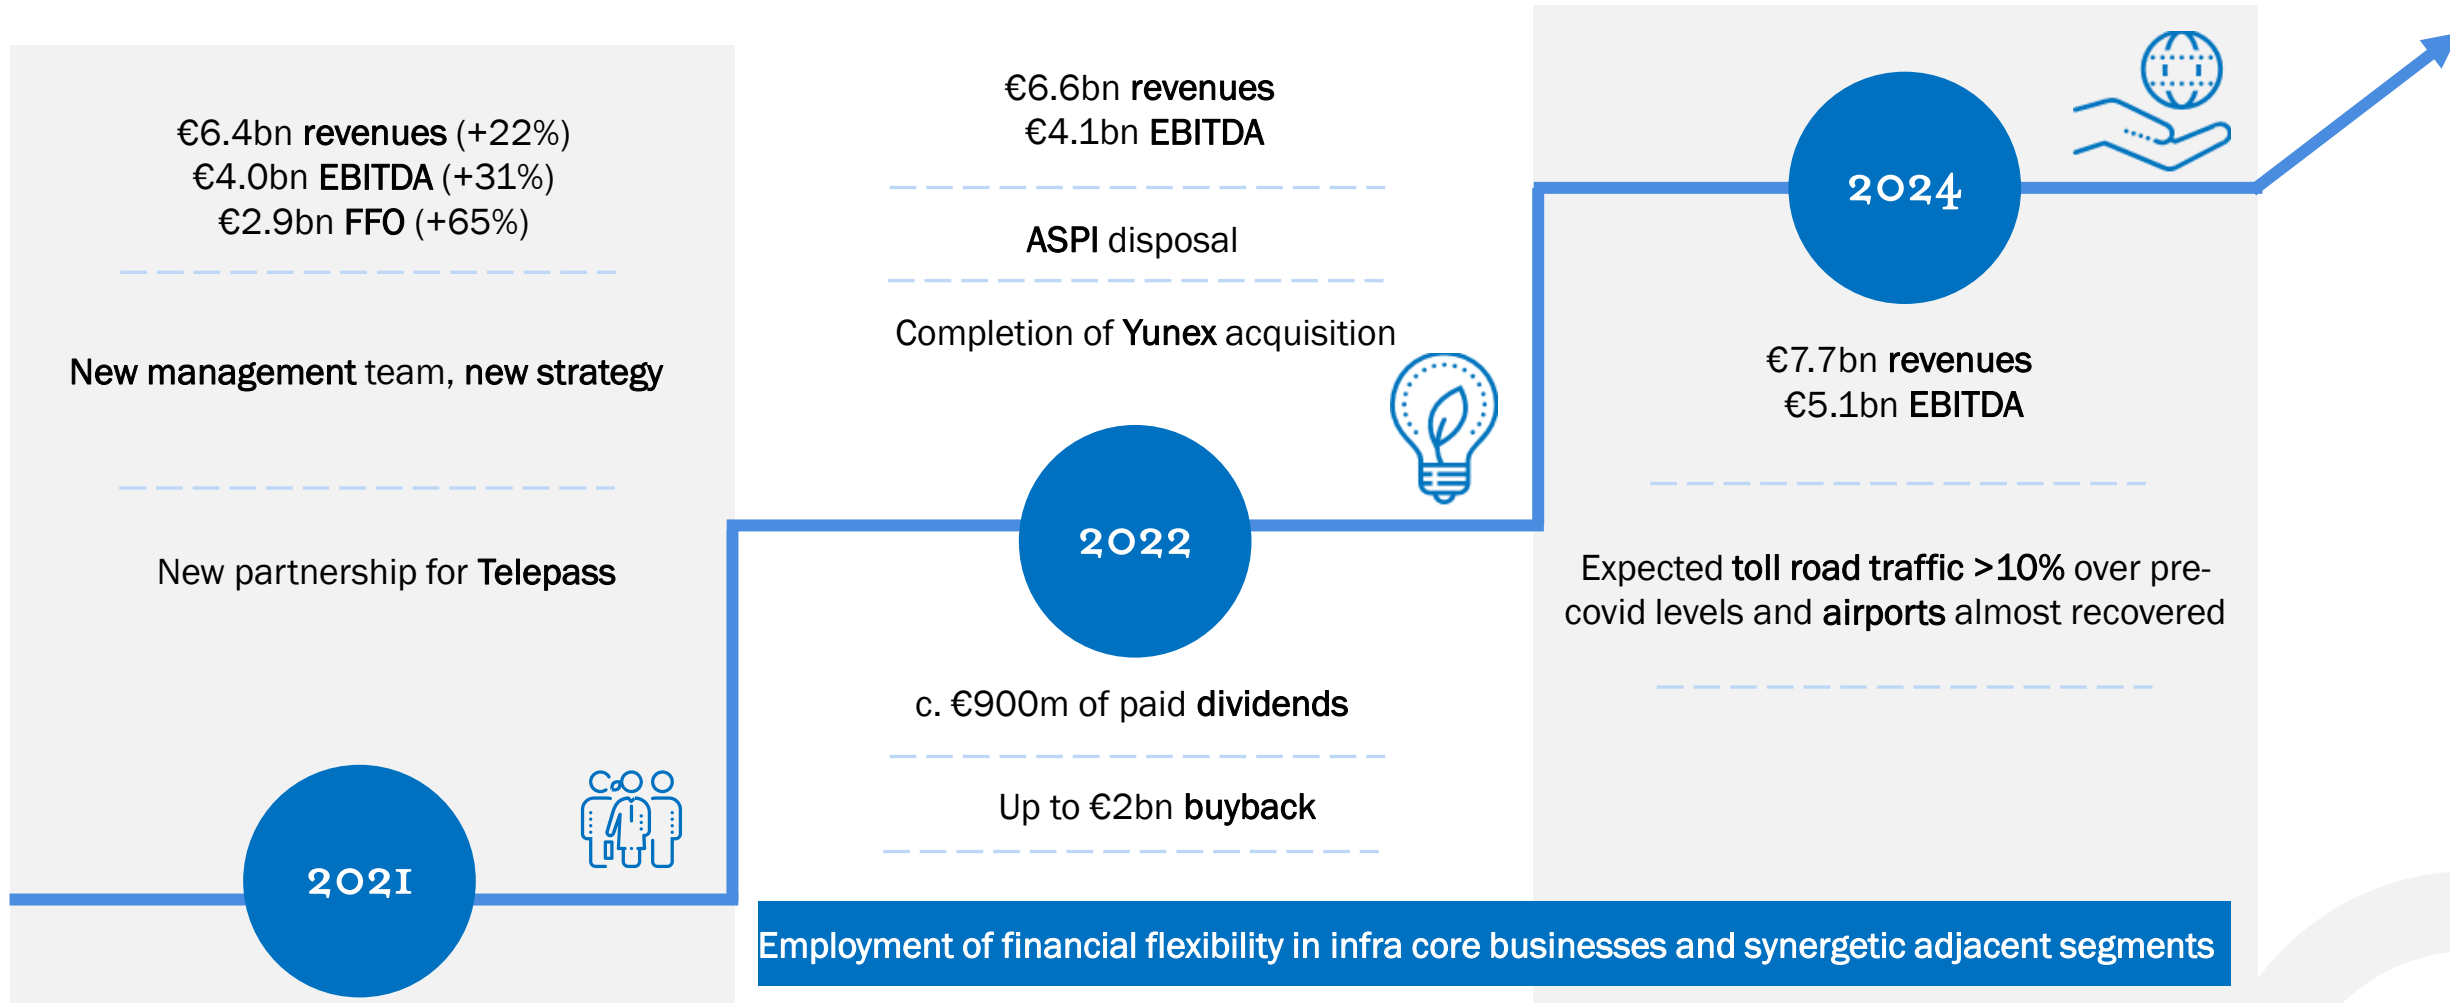 €6.4bn revenues (+22%)
€4.0bn EBITDA (+31%)
€2.9bn FFO (+65%)
New management team, new strategy
New partnership for Telepass
2021
€6.6bn revenues
€4.1bn EBITDA
ASPI disposal
Completion of Yunex acquisition
2022
c. €900m of paid dividends
Up to €2bn buyback
2024
€7.7bn revenues
€5.1bn EBITDA
Expected toll road traffic >10% over pre-
covid levels and airports almost recovered
Employment of financial flexibility in infra core businesses and synergetic adjacent segments